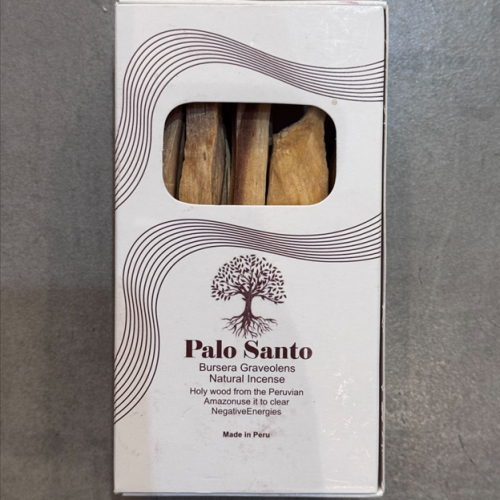 Palo Santo
Bursera Graveolens
Natural Incense
Holy wood from the Peruvian
Amazonuse it to clear
NegativeEnergies
Made in Peru